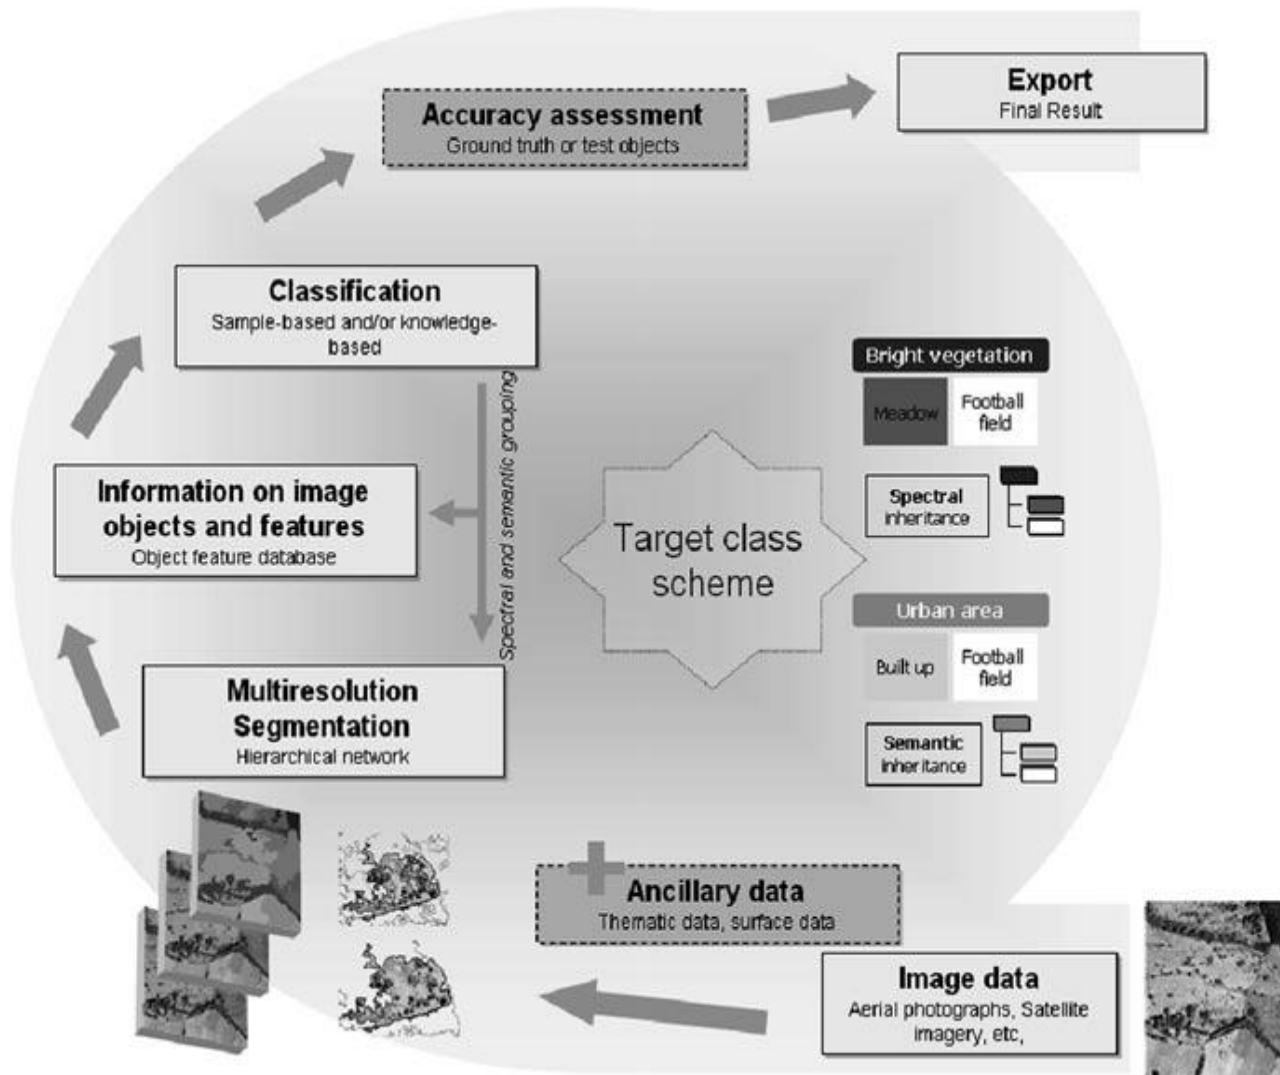 Export
Final Result
Accuracy assessment
Ground truth or test objects
Classification
Sample-based and/or knowledge-
based
Spectral and semantic grouping
Information on image
objects and features
Object feature database
Multiresolution
Segmentation
Hierarchical network
Target class
scheme
Bright vegetation
Meadow
Football
field
Spectral
inheritance
Urban area
Built up
Football
field
Semantic
inheritance
Ancillary data
Thematic data, surface data
Image data
Aerial photographs, Satellite
imagery, etc,